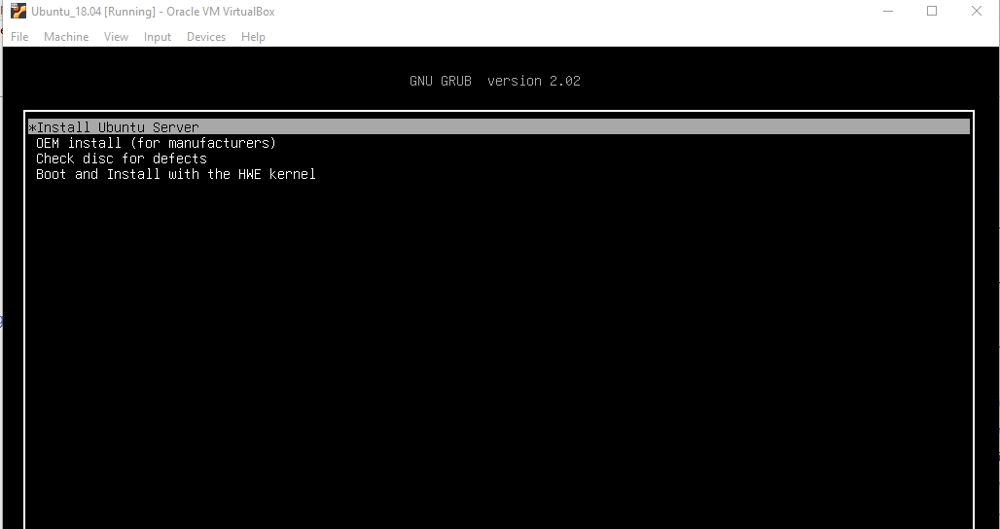 Ubuntu_18.04 [Running] - Oracle VM VirtualBox
File Machine View Input Devices Help
GNU GRUB version 2.02
*Install Ubuntu Server
OEM install (for manufacturers)
Check disc for defects
Boot and Install with the HWE kernel